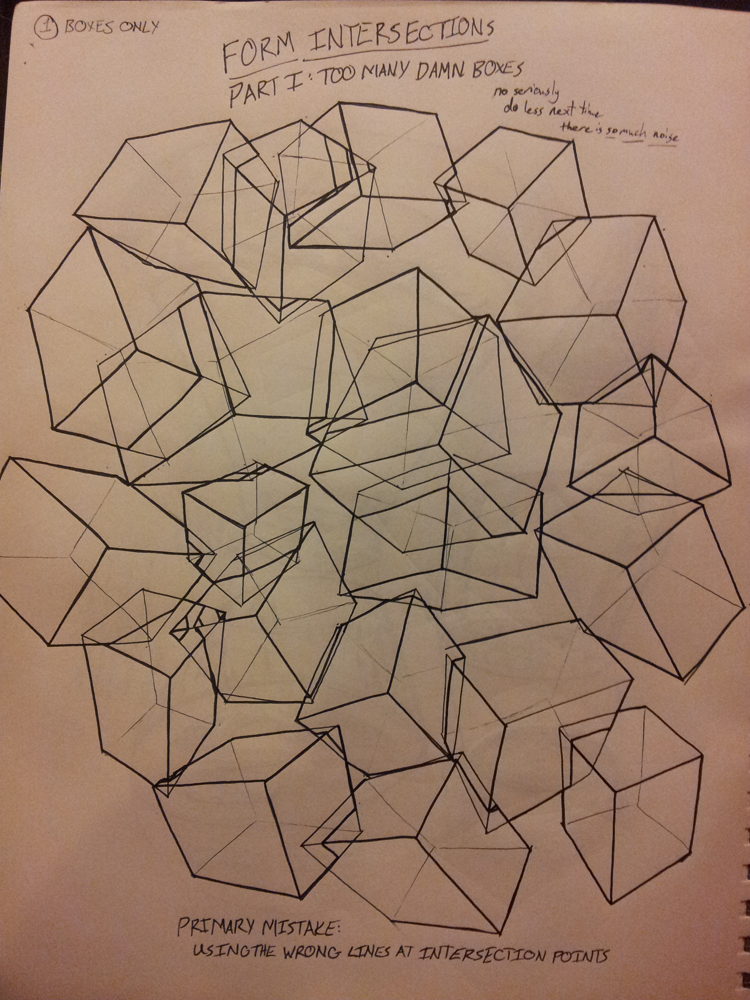 ① BOXES ONLY
FORM INTERSECTIONS
PART I: TOO MANY DAMN BOXES
no seriously
do less next time
there is so much noise
PRIMARY MISTAKE:
USING THE WRONG LINES AT INTERSECTION POINTS